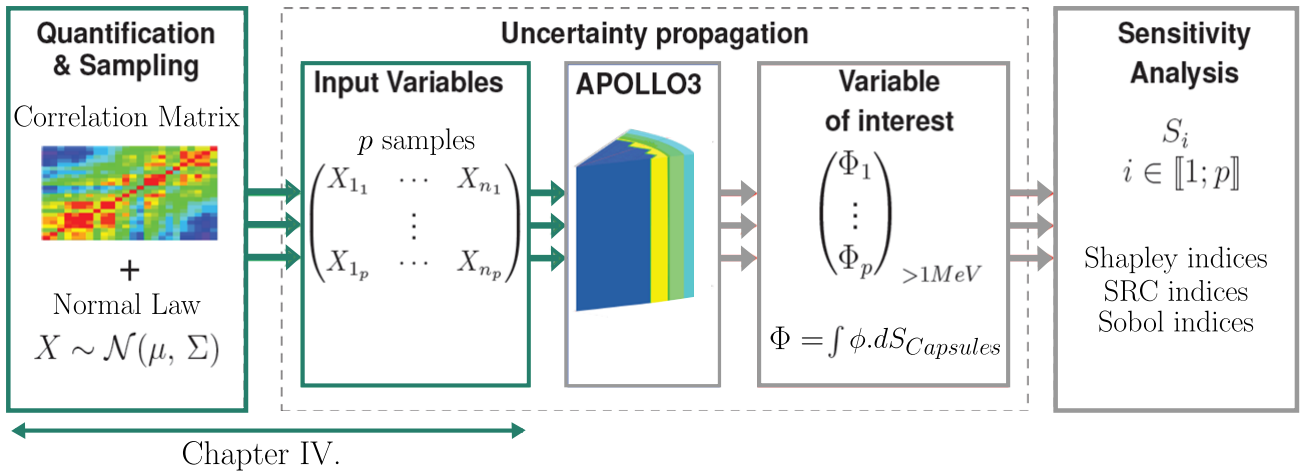 Quantification
& Sampling
Correlation Matrix
+
Normal Law
X ∼ 𝒩(μ, Σ)
Uncertainty propagation
Input Variables
p samples
X_{1_1} ⋯ X_{n_1}
⋮
X_{1_p} ⋯ X_{n_p}
APOLLO3
Variable
of interest
Φ_1
⋮
Φ_p
>1MeV
Φ = ∫ ϕ.dS_{Capsules}
Sensitivity
Analysis
S_i
i ∈ ⟦1; p⟧
Shapley indices
SRC indices
Sobol indices
Chapter IV.